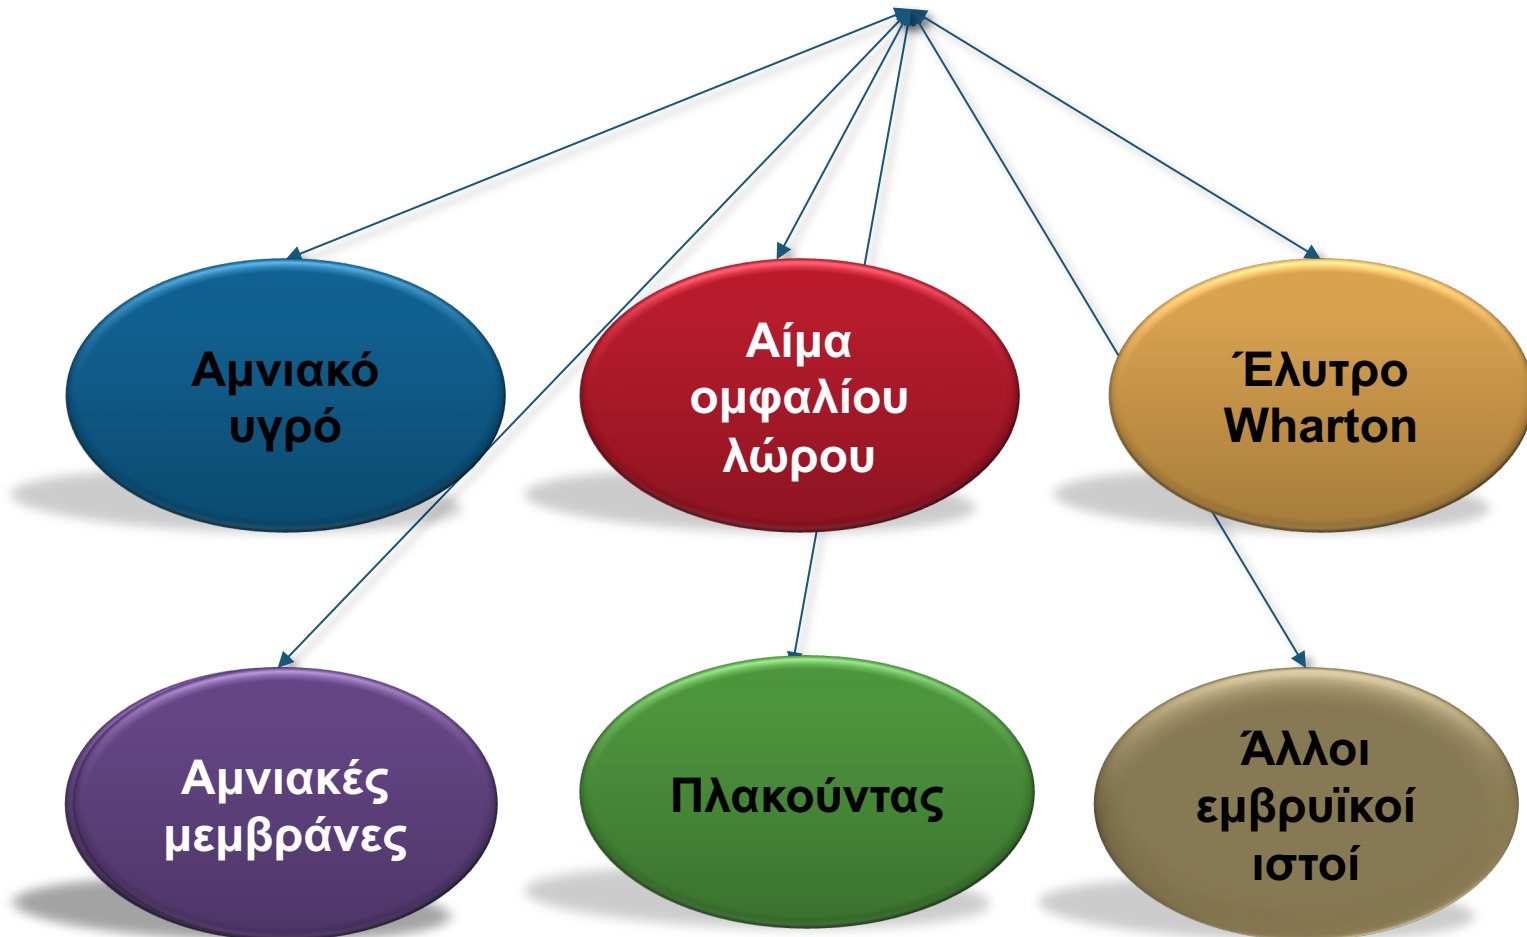 Αμνιακό
υγρό
Αίμα
ομφαλίου
λώρου
Έλυτρο
Wharton
Αμνιακές
μεμβράνες
Πλακούντας
Άλλοι
εμβρυϊκοί
ιστοί